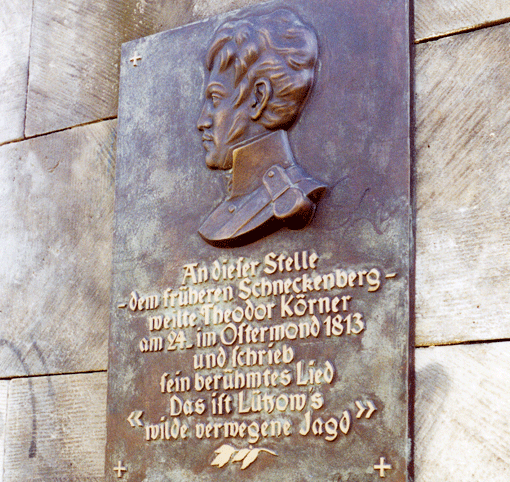 An dieſer Stelle
-dem früheren Schneckenberg-
weilte Theodor Körner
am 24. im Oſtermond 1813
und ſchrieb
ſein berühmtes Lied
Das iſt Lützow's
«wilde verwegene Jagd»